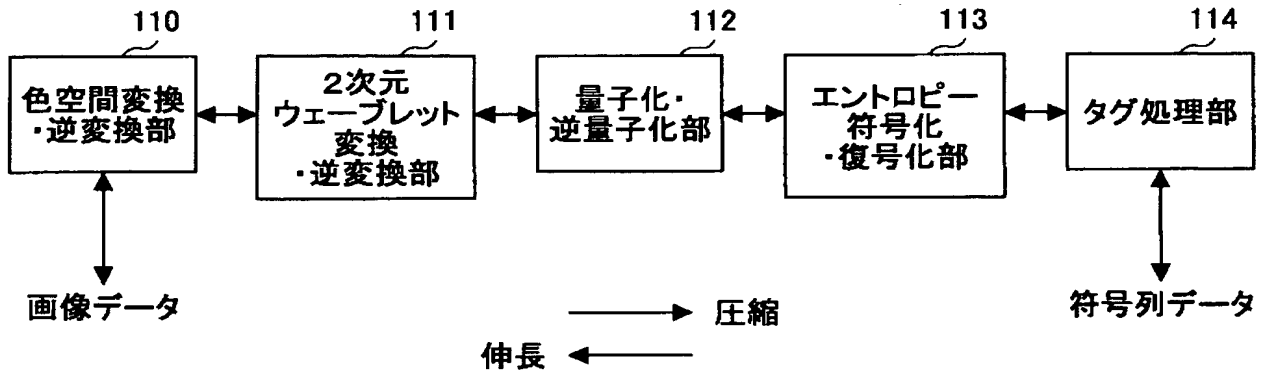 110
色空間変換
・逆変換部
111
2次元
ウェーブレット
変換
・逆変換部
112
量子化・
逆量子化部
113
エントロピー
符号化
・復号化部
114
タグ処理部
画像データ
符号列データ
圧縮
伸長